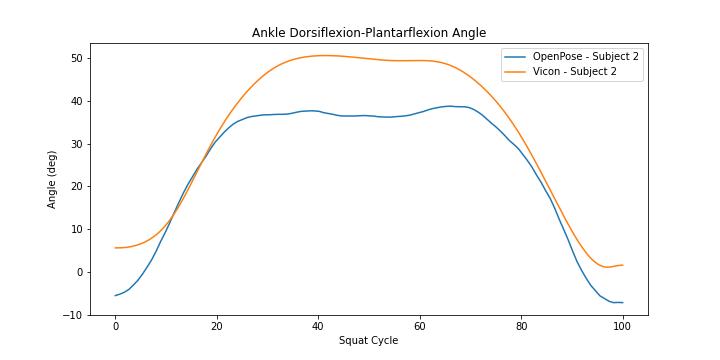 Ankle Dorsiflexion-Plantarflexion Angle
OpenPose - Subject 2
Vicon - Subject 2
Angle (deg)
50
40
30
20
10
0
−10
0 20 40 60 80 100
Squat Cycle